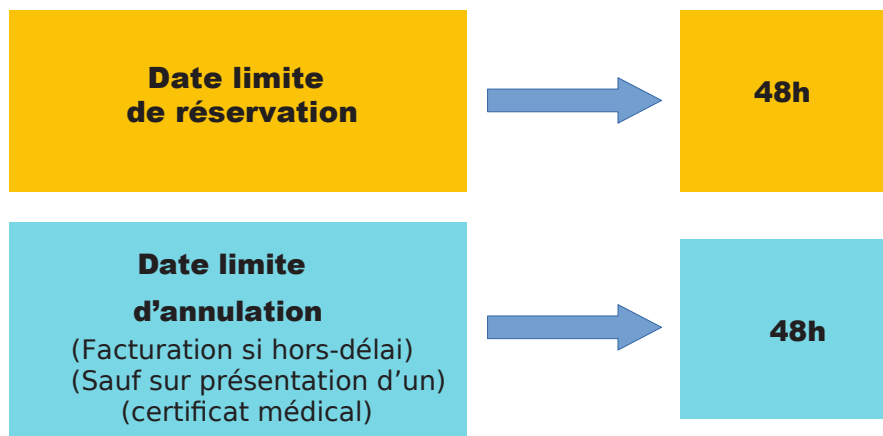 Date limite
de réservation
48h
Date limite
d’annulation
(Facturation si hors-délai)
(Sauf sur présentation d’un)
(certificat médical)
48h